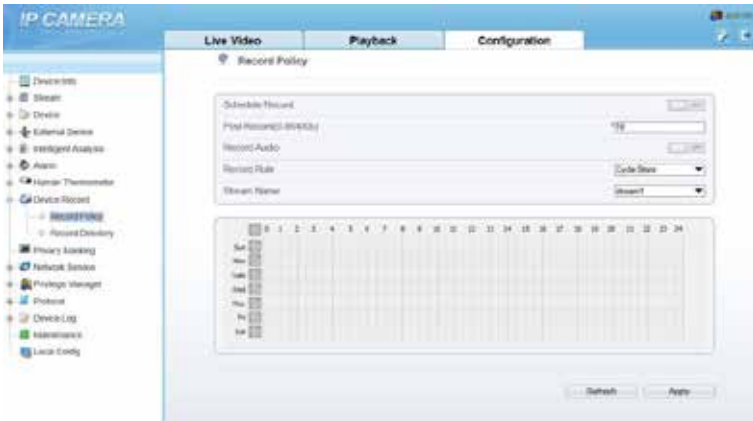 IP CAMERA
Live Video
Playback
Configuration
Record Policy
Device Info
Stream
Device
External Device
Intelligent Analysis
Alarm
Human Thermometer
Device Record
Record Policy
Record Directory
Privacy Masking
Network Service
Privilege Manager
Protocol
Device Log
Maintenance
Local Config
Schedule Record
Record Audio
Record Rule
Cycle Store
Stream Name
stream1
0 1 2 3 4 5 6 7 8 9 10 11 12 13 14 15 16 17 18 19 20 21 22 23 24
Sun
Mon
Wed
Thu
Fri
Sat
Refresh
Apply